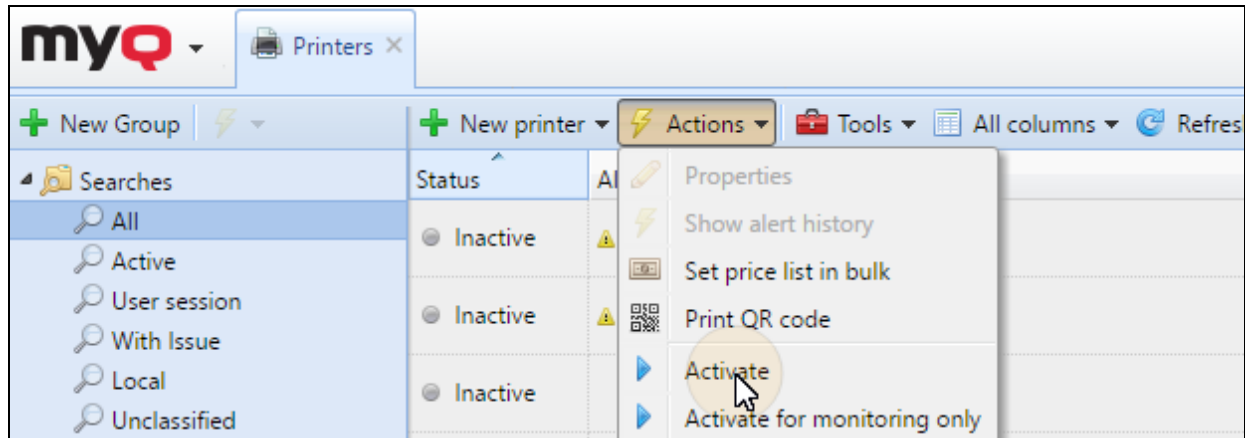 myQ
Printers
New Group
New printer
Actions
Tools
All columns
Refres
Searches
All
Active
User session
With Issue
Local
Unclassified
Status
Al
Inactive
Inactive
Inactive
Properties
Show alert history
Set price list in bulk
Print QR code
Activate
Activate for monitoring only